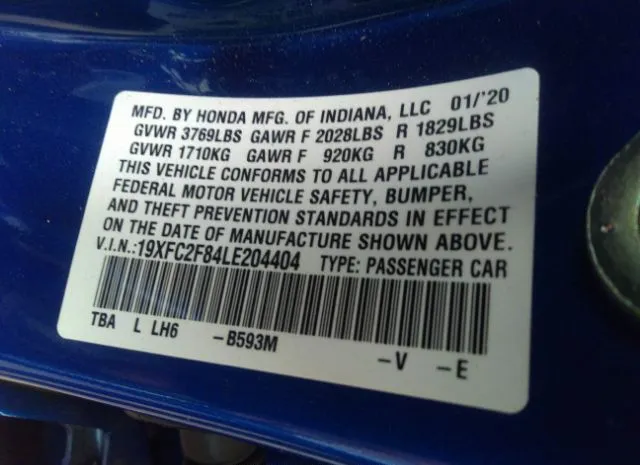 MFD. BY HONDA MFG. OF INDIANA, LLC 01/'20
GVWR 3769LBS GAWR F 2028LBS R 1829LBS
GVWR 1710KG GAWR F 920KG R 830KG
THIS VEHICLE CONFORMS TO ALL APPLICABLE
FEDERAL MOTOR VEHICLE SAFETY, BUMPER,
AND THEFT PREVENTION STANDARDS IN EFFECT
ON THE DATE OF MANUFACTURE SHOWN ABOVE.
V.I.N.:19XFC2F84LE204404 TYPE: PASSENGER CAR
TBA L LH6 -B593M -V -E